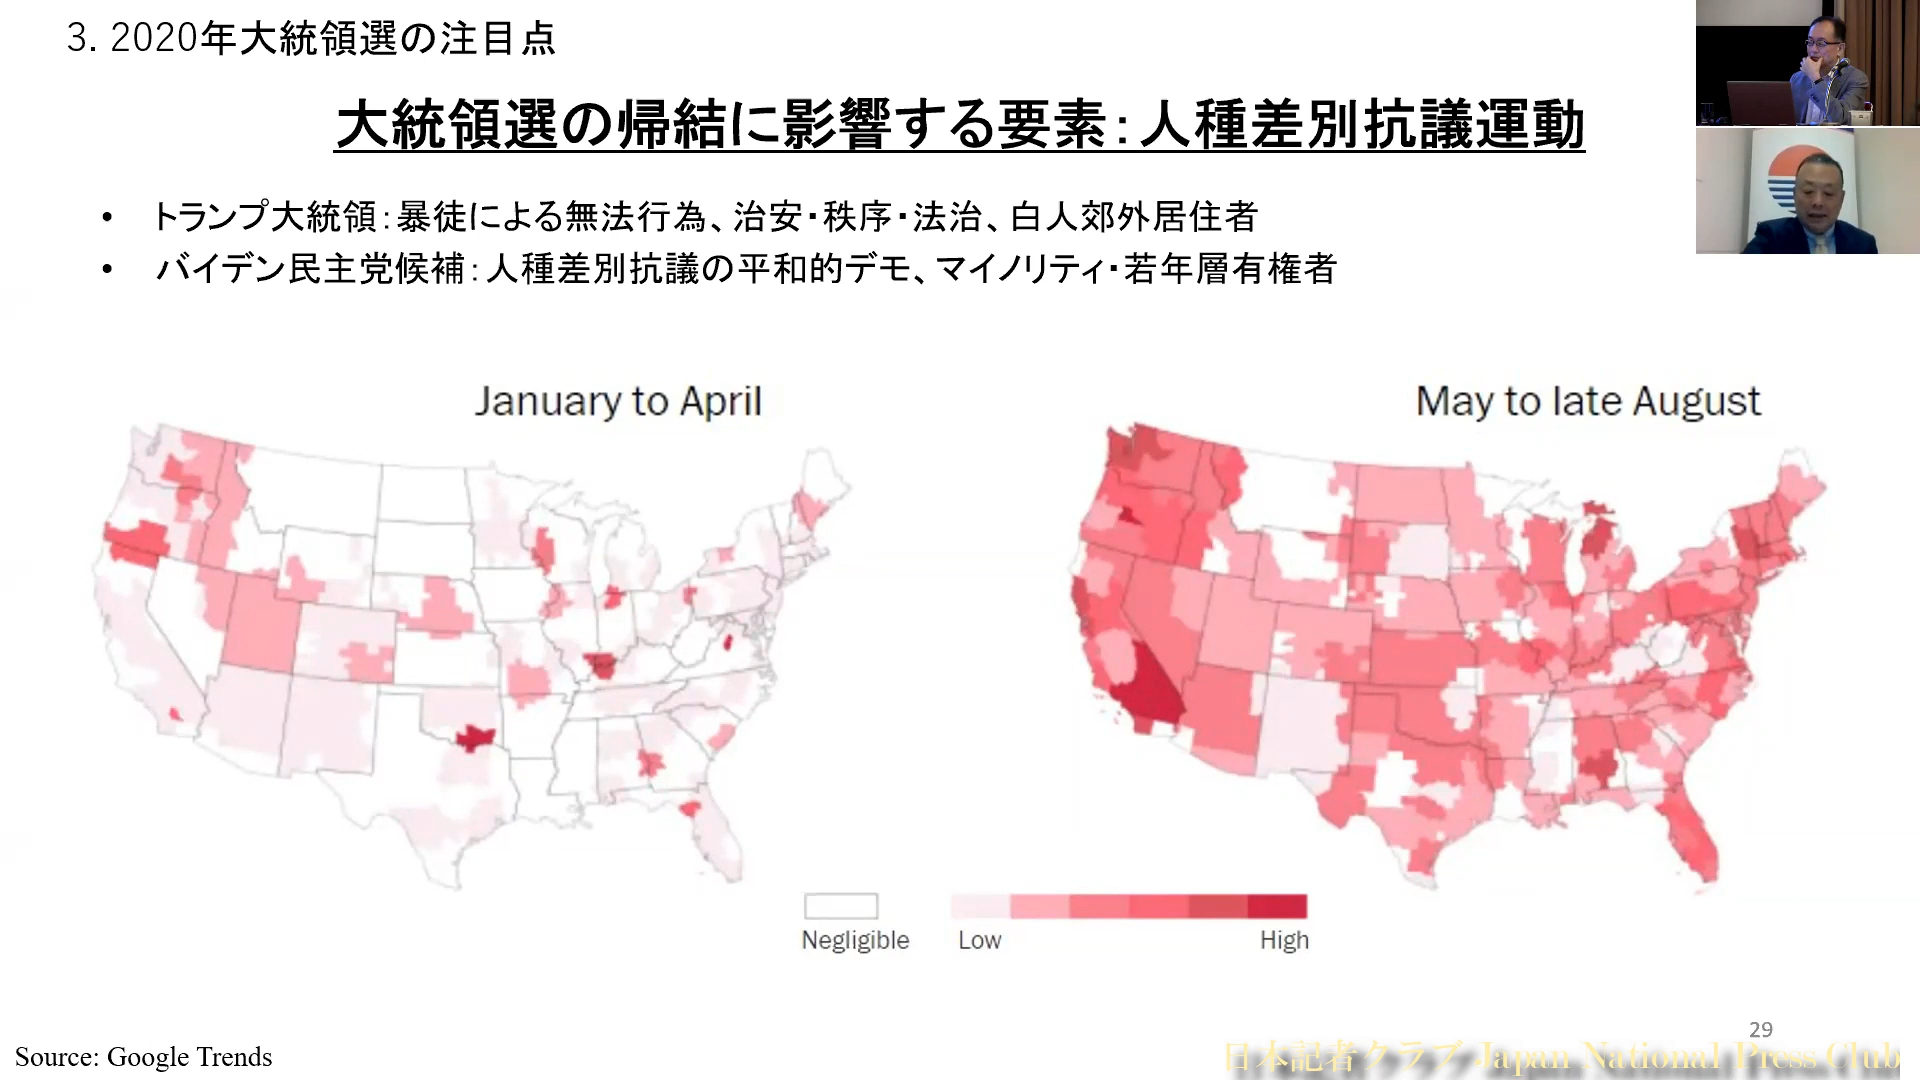 3. 2020年大統領選の注目点
大統領選の帰結に影響する要素：人種差別抗議運動
• トランプ大統領：暴徒による無法行為、治安・秩序・法治、白人郊外居住者
• バイデン民主党候補：人種差別抗議の平和的デモ、マイノリティ・若年層有権者
January to April
May to late August
Negligible
Low
High
29
Source: Google Trends
日本記者クラブ Japan National Press Club